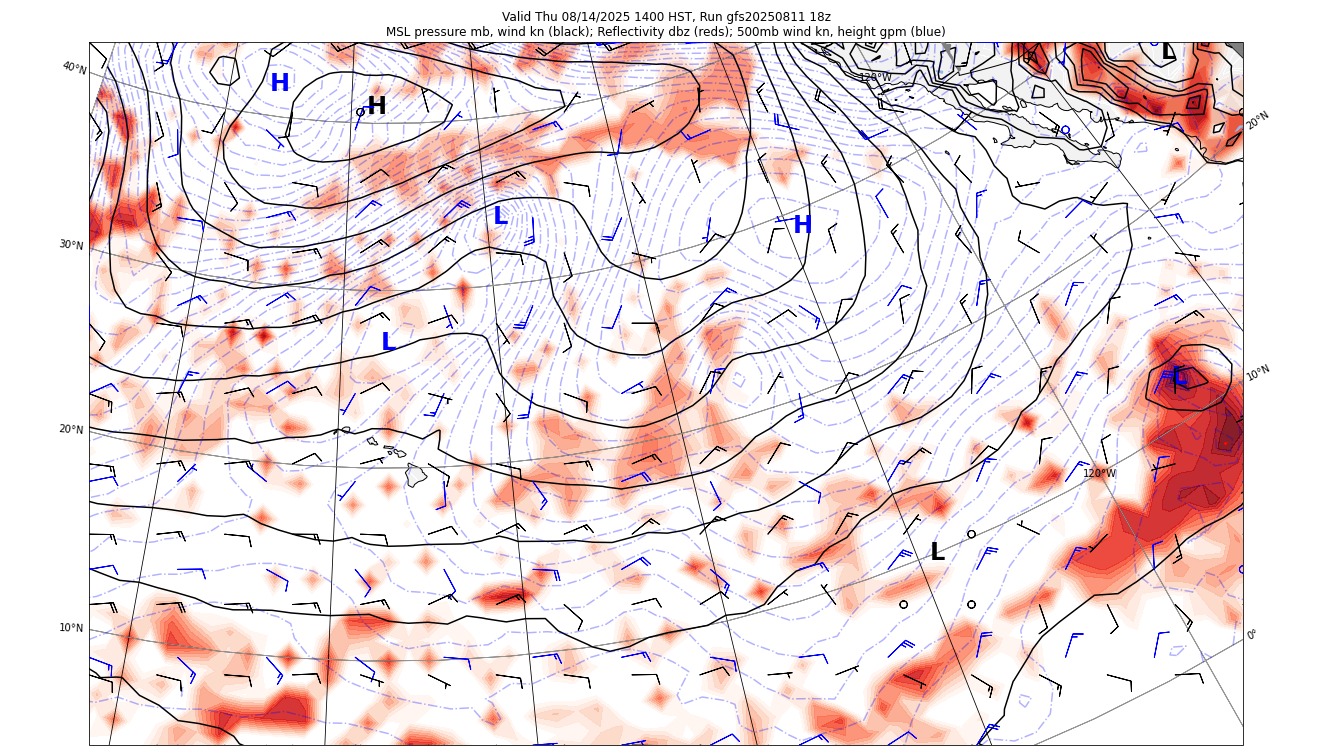 Valid Thu 08/14/2025 1400 HST, Run gfs20250811 18z
MSL pressure mb, wind kn (black); Reflectivity dbz (reds); 500mb wind kn, height gpm (blue)
40°N
H
H
120°W
L
20°N
30°N
L
H
L
L
10°N
20°N
120°W
L
10°N
0°